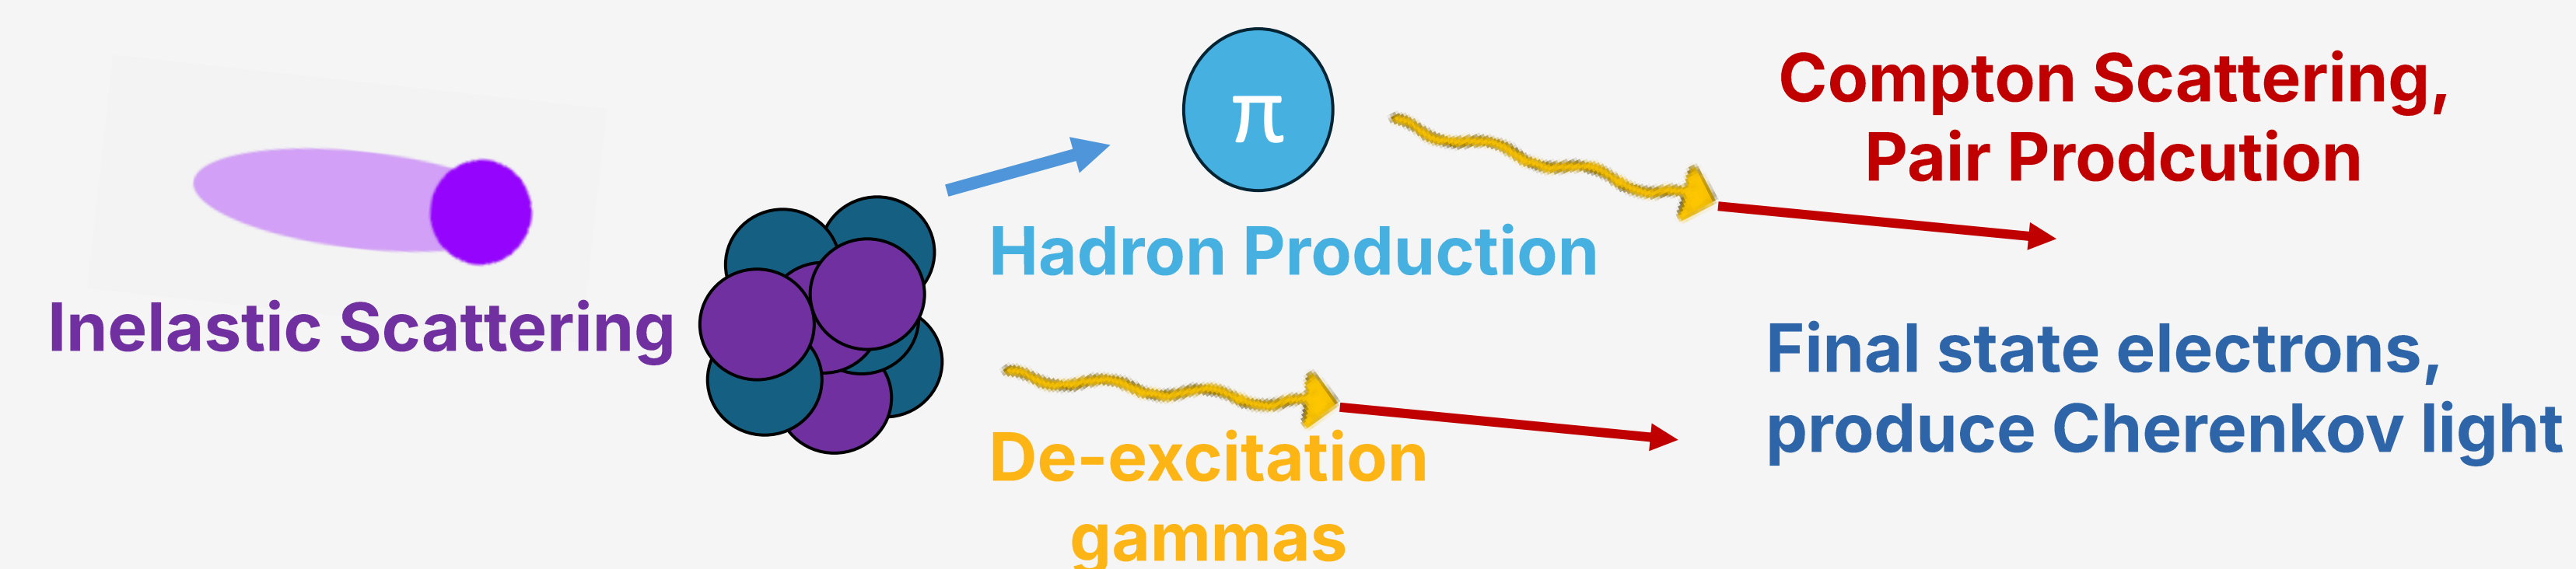 Inelastic Scattering
π
Hadron Production
De-excitation
gammas
Compton Scattering,
Pair Prodcution
Final state electrons,
produce Cherenkov light